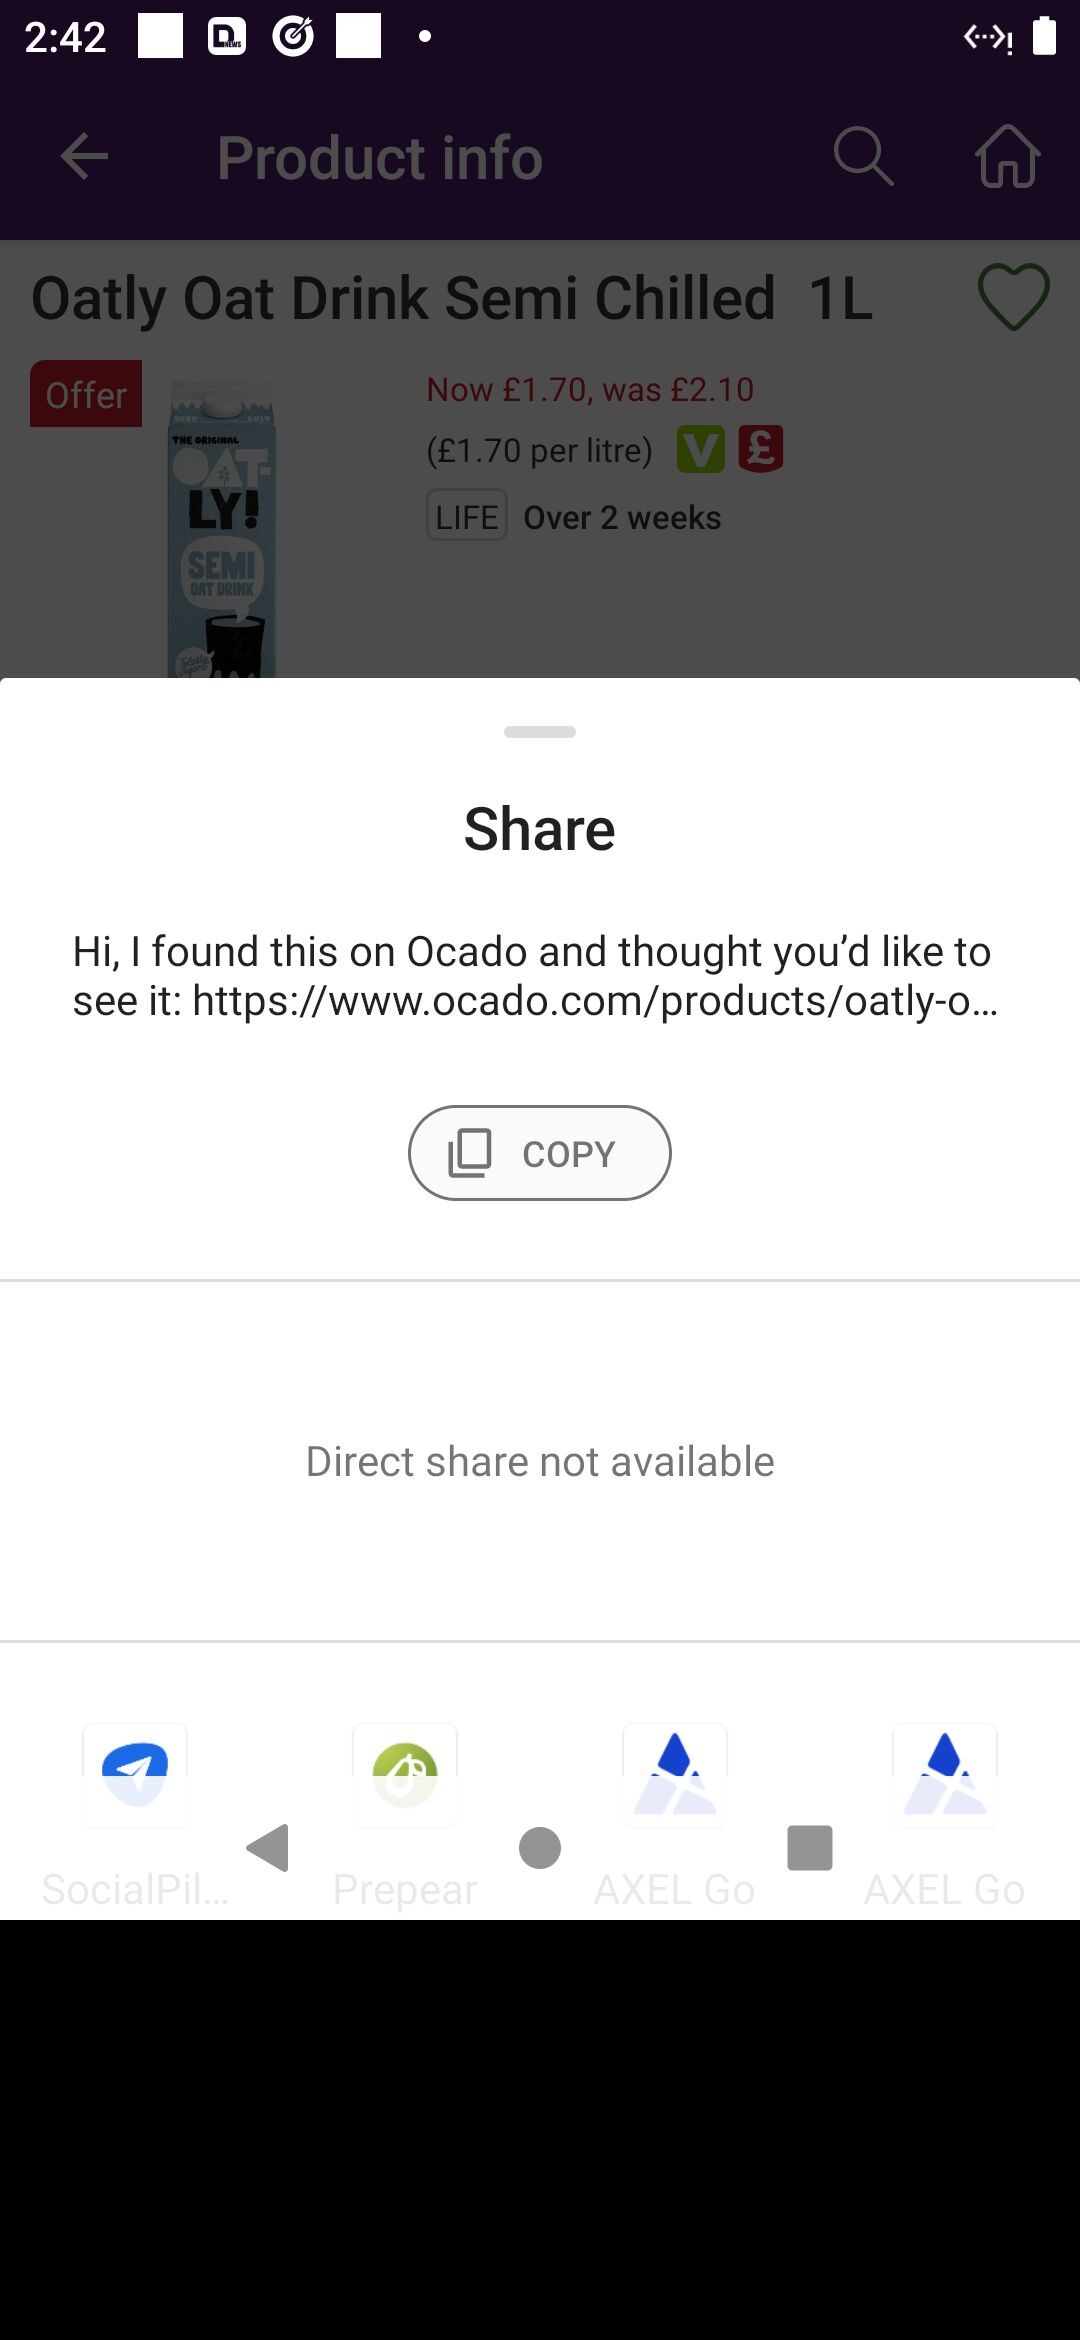 2:42
Product info
Oatly Oat Drink Semi Chilled 1L
Offer
Now £1.70, was £2.10
(£1.70 per litre) V £
LIFE Over 2 weeks
KEEP COLD
THE ORIGINAL
OAT-
LY!
SEMI
OAT DRINK
Totally
Share
Hi, I found this on Ocado and thought you’d like to
see it: https://www.ocado.com/products/oatly-o…
COPY
Direct share not available
SocialPil… Prepear AXEL Go AXEL Go